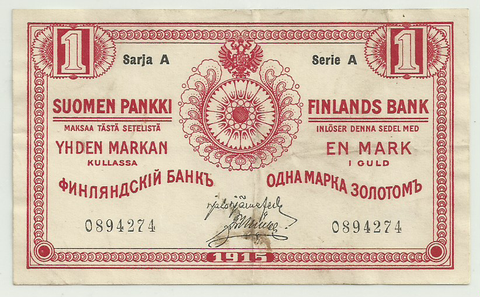 1 Sarja A Serie A 1
SUOMEN PANKKI FINLANDS BANK
MAKSAA TÄSTÄ SETELISTÄ INLÖSER DENNA SEDEL MED
YHDEN MARKAN EN MARK
KULLASSA I GULD
ФИНЛЯНДСКІЙ БАНКЪ ОДНА МАРКА ЗОЛОТОМЪ
0894274 0894274
1915